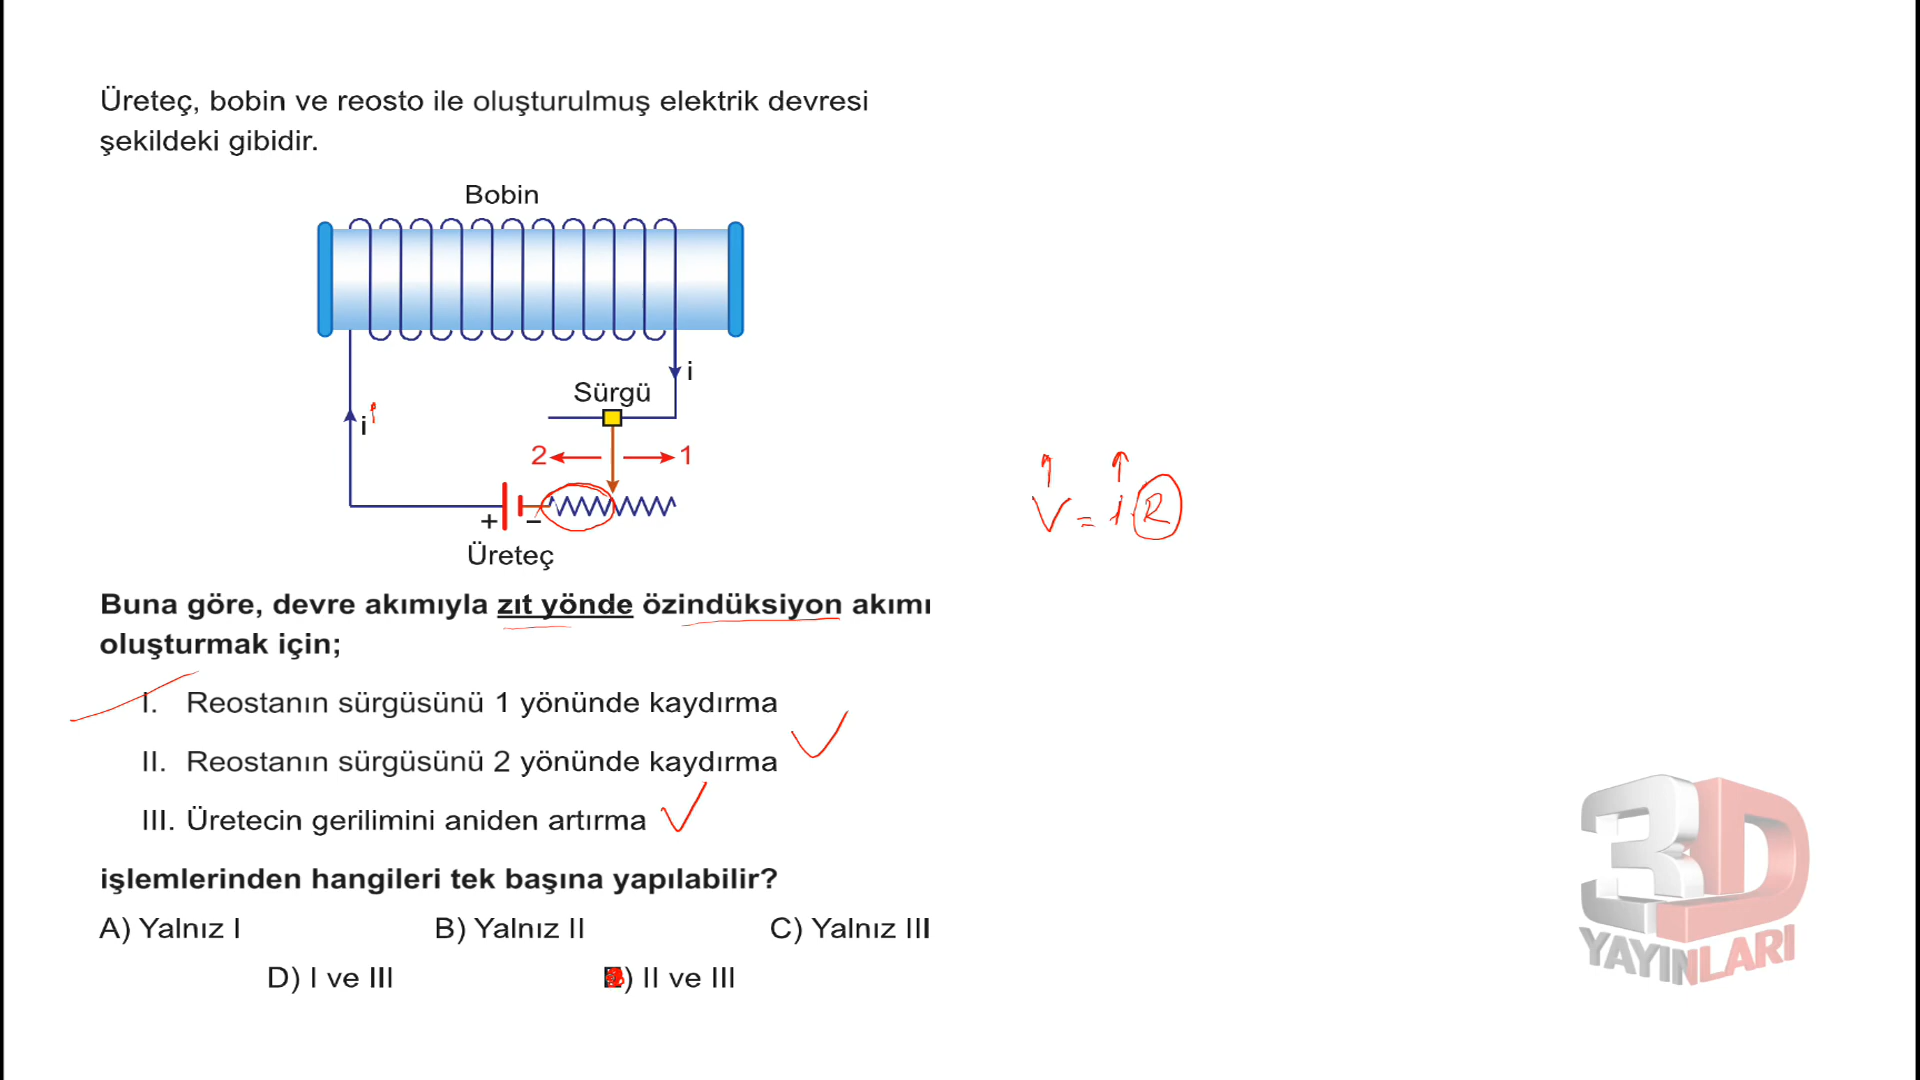 Üreteç, bobin ve reosto ile oluşturulmuş elektrik devresi
şekildeki gibidir.
Bobin
i
Sürgü
i
2
1
+
−
Üreteç
V = i R
Buna göre, devre akımıyla zıt yönde özindüksiyon akımı
oluşturmak için;
I. Reostanın sürgüsünü 1 yönünde kaydırma
II. Reostanın sürgüsünü 2 yönünde kaydırma
III. Üretecin gerilimini aniden artırma
işlemlerinden hangileri tek başına yapılabilir?
A) Yalnız I B) Yalnız II C) Yalnız III
D) I ve III E) II ve III
3D
YAYINLARI